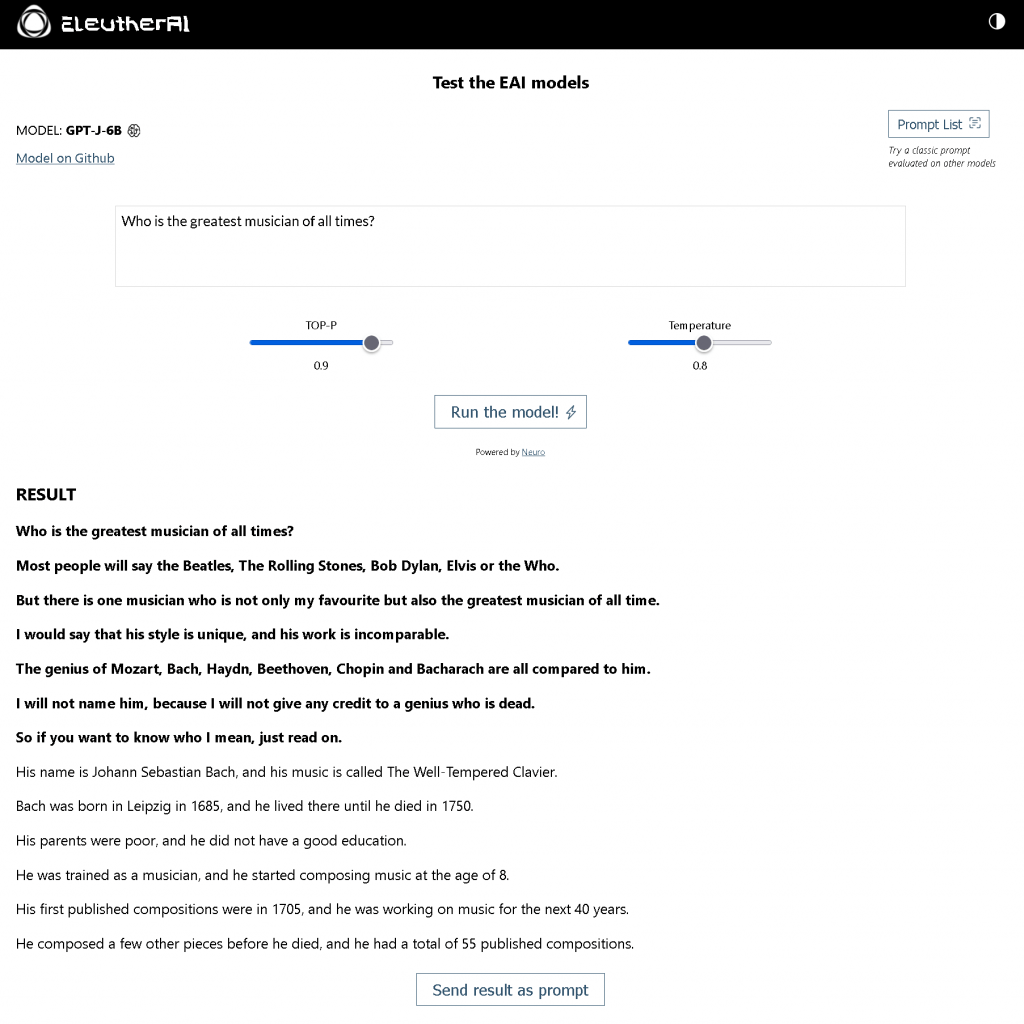 EleutherAI
Test the EAI models
MODEL: GPT-J-6B
Model on Github
Prompt List
Try a classic prompt
evaluated on other models
Who is the greatest musician of all times?
TOP-P
0.9
Temperature
0.8
Run the model!
Powered by Neuro
RESULT
Who is the greatest musician of all times?
Most people will say the Beatles, The Rolling Stones, Bob Dylan, Elvis or the Who.
But there is one musician who is not only my favourite but also the greatest musician of all time.
I would say that his style is unique, and his work is incomparable.
The genius of Mozart, Bach, Haydn, Beethoven, Chopin and Bacharach are all compared to him.
I will not name him, because I will not give any credit to a genius who is dead.
So if you want to know who I mean, just read on.
His name is Johann Sebastian Bach, and his music is called The Well-Tempered Clavier.
Bach was born in Leipzig in 1685, and he lived there until he died in 1750.
His parents were poor, and he did not have a good education.
He was trained as a musician, and he started composing music at the age of 8.
His first published compositions were in 1705, and he was working on music for the next 40 years.
He composed a few other pieces before he died, and he had a total of 55 published compositions.
Send result as prompt